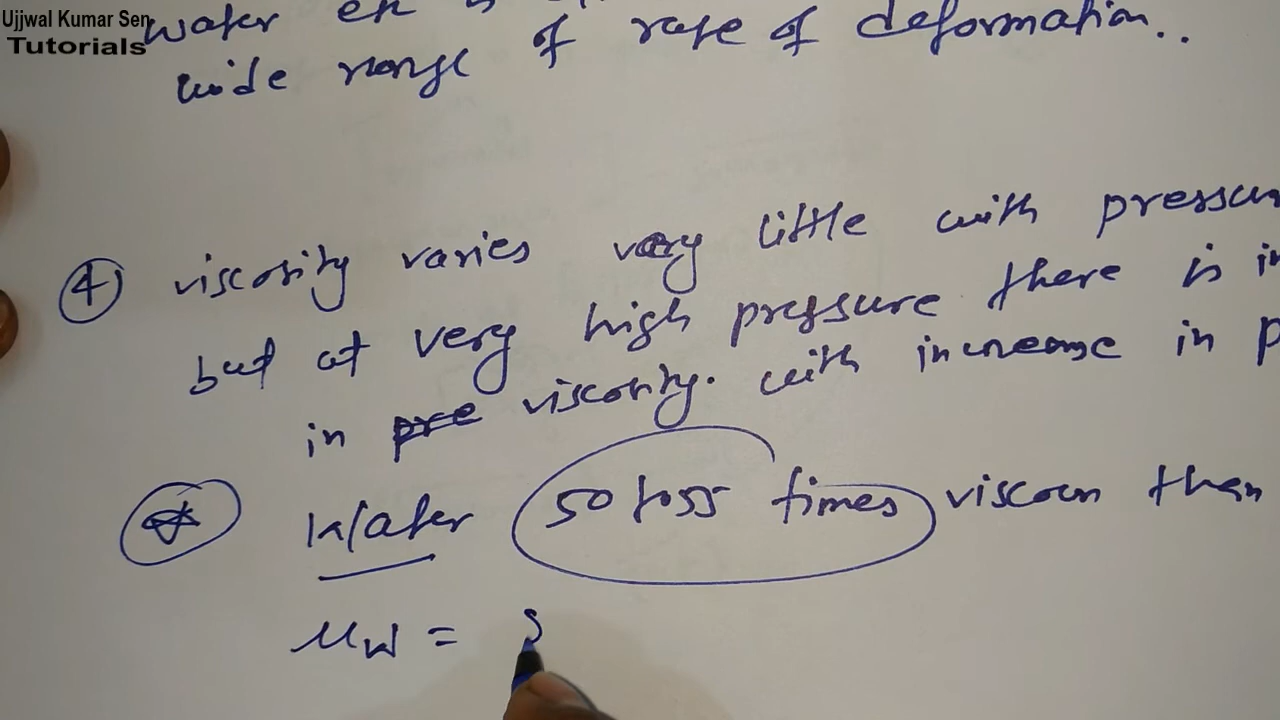 Ujjwal Kumar Sen
Tutorials
water
wide range of rate of deformation..
④ viscosity varies very little with pressur
but at very high pressure there is in
in pre viscosity. with increase in p
Water 50 to 55 times viscous than
μw =